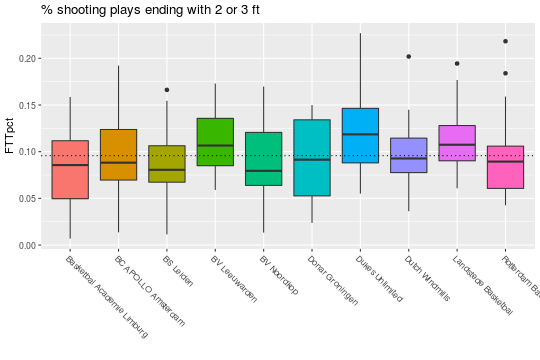 % shooting plays ending with 2 or 3 ft
FTTpct
0.20
0.15
0.10
0.05
0.00
Basketbal Academie Limburg
BC APOLLO Amsterdam
BS Leiden
BV Leeuwarden
BV Noordkop
Donar Groningen
Dukes Unlimited
Dutch Windmills
Landstede Basketbal
Rotterdam Bas